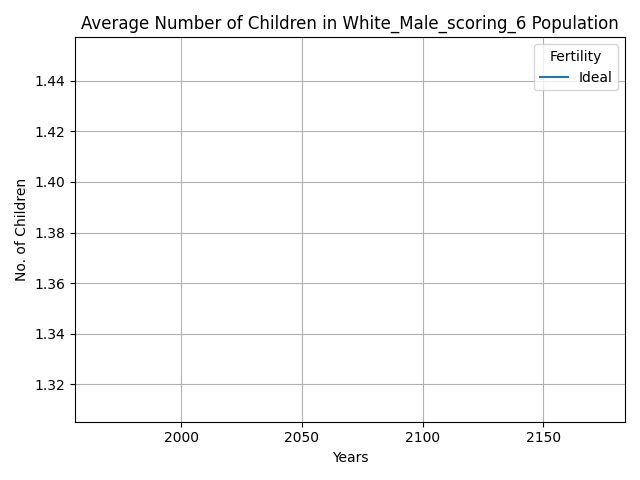 Average Number of Children in White_Male_scoring_6 Population
Fertility
Ideal
1.44
1.42
1.40
1.38
1.36
1.34
1.32
No. of Children
2000 2050 2100 2150
Years